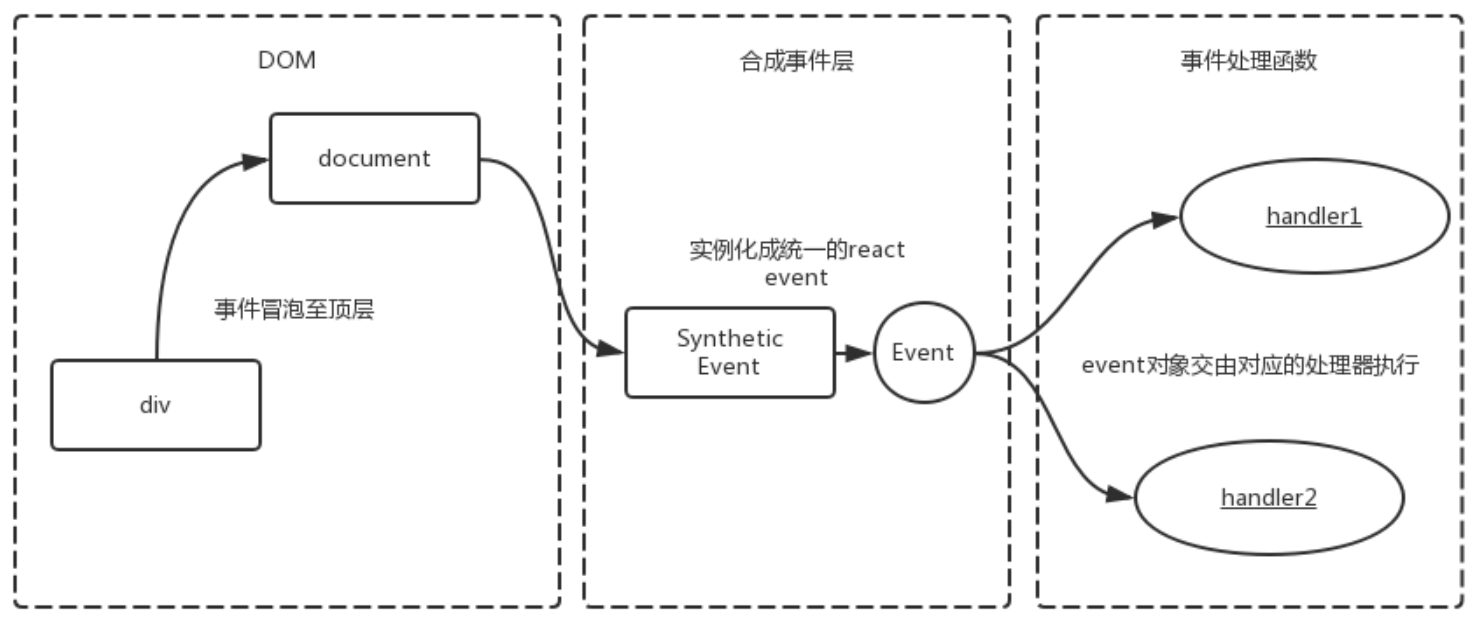 DOM
document
事件冒泡至顶层
div
合成事件层
实例化成统一的react
event
Synthetic
Event
Event
事件处理函数
handler1
event对象交由对应的处理器执行
handler2